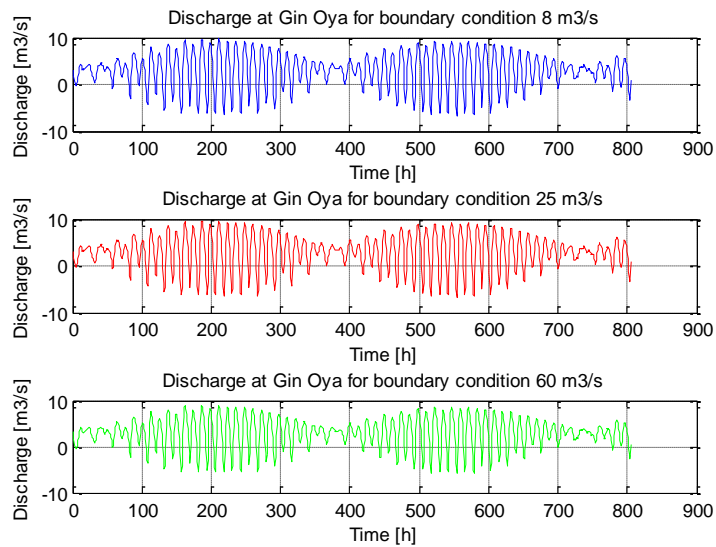 Discharge at Gin Oya for boundary condition 8 m3/s
Discharge [m3/s]
10
0
-10
0 100 200 300 400 500 600 700 800 900
Time [h]
Discharge at Gin Oya for boundary condition 25 m3/s
Discharge [m3/s]
10
0
-10
0 100 200 300 400 500 600 700 800 900
Time [h]
Discharge at Gin Oya for boundary condition 60 m3/s
Discharge [m3/s]
10
0
-10
0 100 200 300 400 500 600 700 800 900
Time [h]